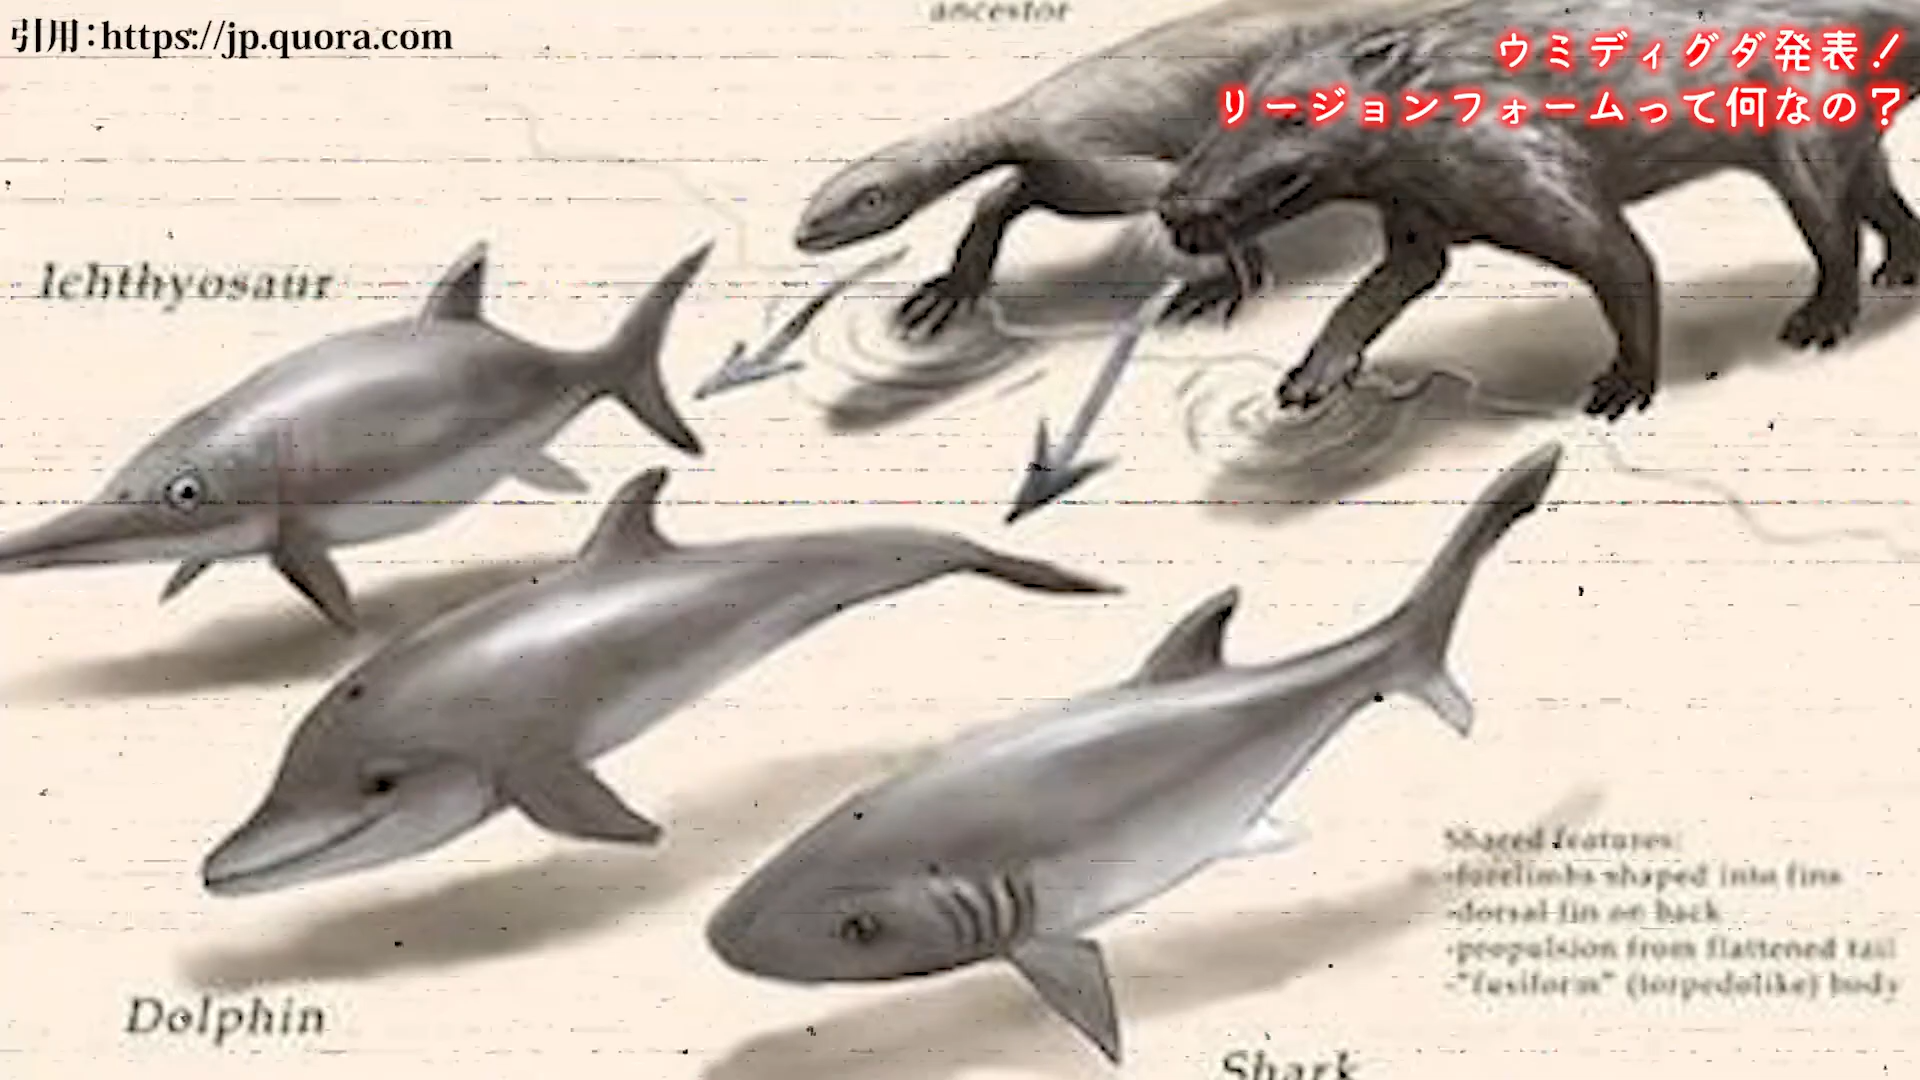 ancestor
引用：https://jp.quora.com
ウミディグダ発表！
リージョンフォームって何なの？
Ichthyosaur
Shared features:
-forelimbs shaped into fins
-dorsal fin on back
-propulsion from flattened tail
-"fusiform" (torpedolike) body
Dolphin
Shark